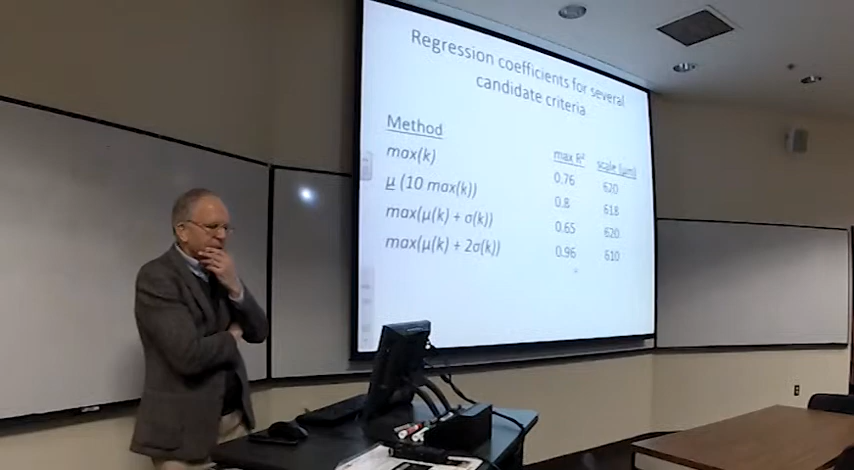 Regression coefficients for several
candidate criteria
Method max R² scale (μm)
max(k) 0.76 620
μ (10 max(k)) 0.8 618
max(μ(k) + σ(k)) 0.65 620
max(μ(k) + 2σ(k)) 0.96 610